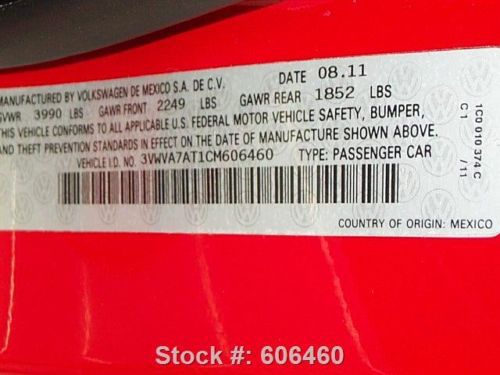 MANUFACTURED BY VOLKSWAGEN DE MEXICO S.A. DE C.V. DATE 08.11
GVWR 3990 LBS GAWR FRONT 2249 LBS GAWR REAR 1852 LBS
THIS VEHICLE CONFORMS TO ALL APPLICABLE U.S. FEDERAL MOTOR VEHICLE SAFETY, BUMPER,
AND THEFT PREVENTION STANDARDS IN EFFECT ON THE DATE OF MANUFACTURE SHOWN ABOVE.
VEHICLE I.D. NO. 3VWVA7AT1CM606460 TYPE: PASSENGER CAR
1C0 010 374 C
C 1 / 11
COUNTRY OF ORIGIN: MEXICO
Stock #: 606460